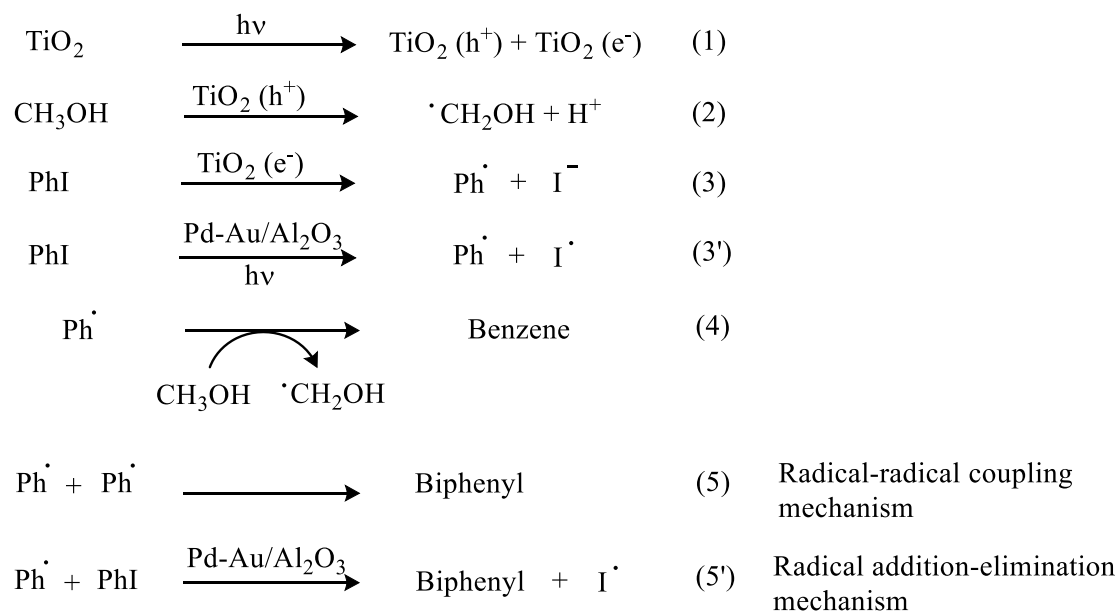 TiO₂ hν TiO₂ (h⁺) + TiO₂ (e⁻) (1)
CH₃OH TiO₂ (h⁺) ·CH₂OH + H⁺ (2)
PhI TiO₂ (e⁻) Ph· + I⁻ (3)
PhI Pd-Au/Al₂O₃ hν Ph· + I· (3')
Ph· Benzene (4)
CH₃OH ·CH₂OH
Ph· + Ph· Biphenyl (5) Radical-radical coupling
mechanism
Ph· + PhI Pd-Au/Al₂O₃ Biphenyl + I· (5') Radical addition-elimination
mechanism